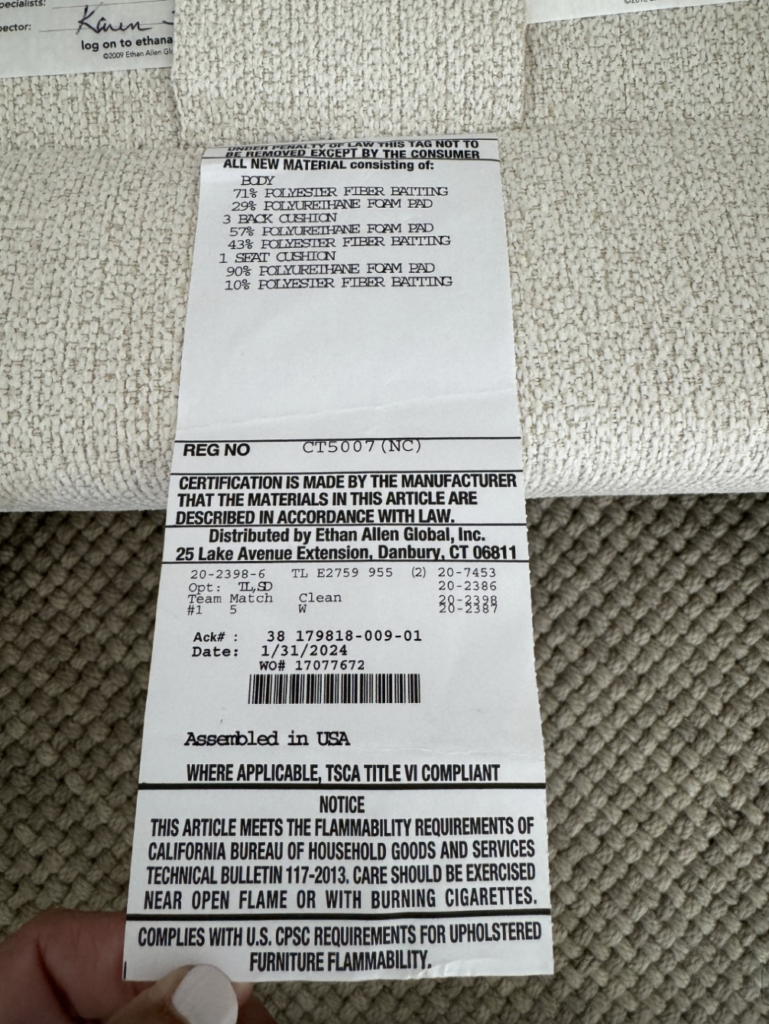 pecialists:
pector: Karen
log on to ethana
©2009 Ethan Allen Gl
UNDER PENALTY OF LAW THIS TAG NOT TO
BE REMOVED EXCEPT BY THE CONSUMER
ALL NEW MATERIAL consisting of:
BODY
71% POLYESTER FIBER BATTING
29% POLYURETHANE FOAM PAD
3 BACK CUSHION
57% POLYURETHANE FOAM PAD
43% POLYESTER FIBER BATTING
1 SEAT CUSHION
90% POLYURETHANE FOAM PAD
10% POLYESTER FIBER BATTING
REG NO CT5007(NC)
CERTIFICATION IS MADE BY THE MANUFACTURER
THAT THE MATERIALS IN THIS ARTICLE ARE
DESCRIBED IN ACCORDANCE WITH LAW.
Distributed by Ethan Allen Global, Inc.
25 Lake Avenue Extension, Danbury, CT 06811
20-2398-6 TL E2759 955 (2) 20-7453
Opt: TL,SD 20-2386
Team Match Clean 20-2398
#1 5 W 20-2387
Ack# : 38 179818-009-01
Date: 1/31/2024
WO# 17077672
Assembled in USA
WHERE APPLICABLE, TSCA TITLE VI COMPLIANT
NOTICE
THIS ARTICLE MEETS THE FLAMMABILITY REQUIREMENTS OF
CALIFORNIA BUREAU OF HOUSEHOLD GOODS AND SERVICES
TECHNICAL BULLETIN 117-2013. CARE SHOULD BE EXERCISED
NEAR OPEN FLAME OR WITH BURNING CIGARETTES.
COMPLIES WITH U.S. CPSC REQUIREMENTS FOR UPHOLSTERED
FURNITURE FLAMMABILITY.